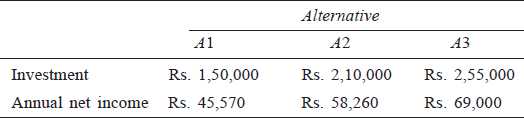 Alternative
A1 A2 A3
Investment Rs. 1,50,000 Rs. 2,10,000 Rs. 2,55,000
Annual net income Rs. 45,570 Rs. 58,260 Rs. 69,000